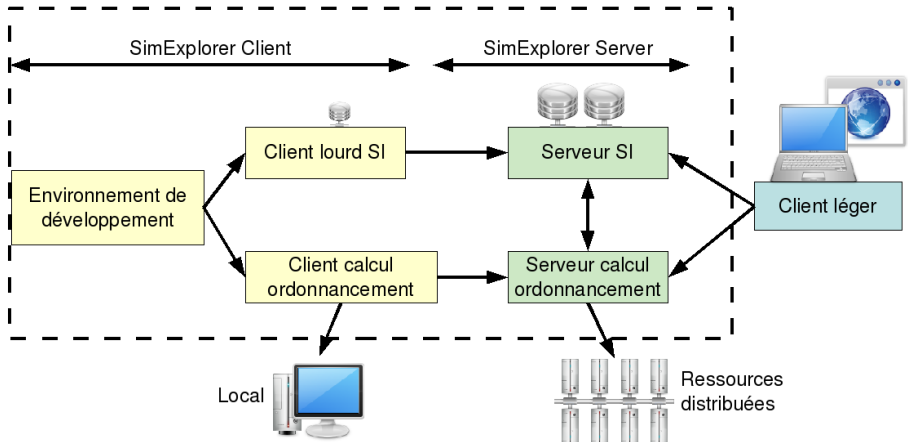 SimExplorer Client
SimExplorer Server
Client lourd SI
Serveur SI
Environnement de
développement
Client léger
Client calcul
ordonnancement
Serveur calcul
ordonnancement
Local
Ressources
distribuées